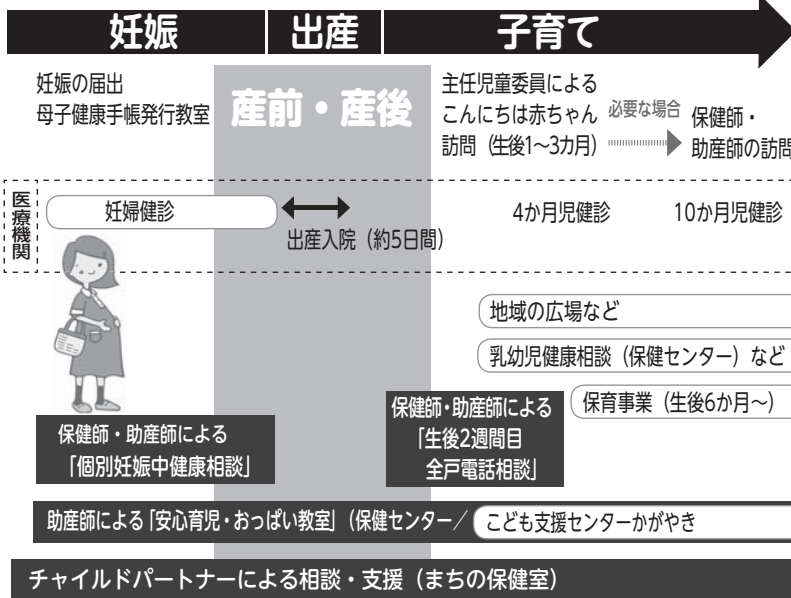 妊娠
出産
子育て
妊娠の届出
母子健康手帳発行教室
産前・産後
主任児童委員による
こんにちは赤ちゃん
訪問（生後1〜3カ月）
必要な場合
保健師・
助産師の訪問
医療機関
妊婦健診
出産入院（約5日間）
4か月児健診
10か月児健診
地域の広場など
乳幼児健康相談（保健センター）など
保育事業（生後6か月〜）
保健師・助産師による
「個別妊娠中健康相談」
保健師・助産師による
「生後2週間目
全戸電話相談」
助産師による「安心育児・おっぱい教室」（保健センター／
こども支援センターかがやき
チャイルドパートナーによる相談・支援（まちの保健室）